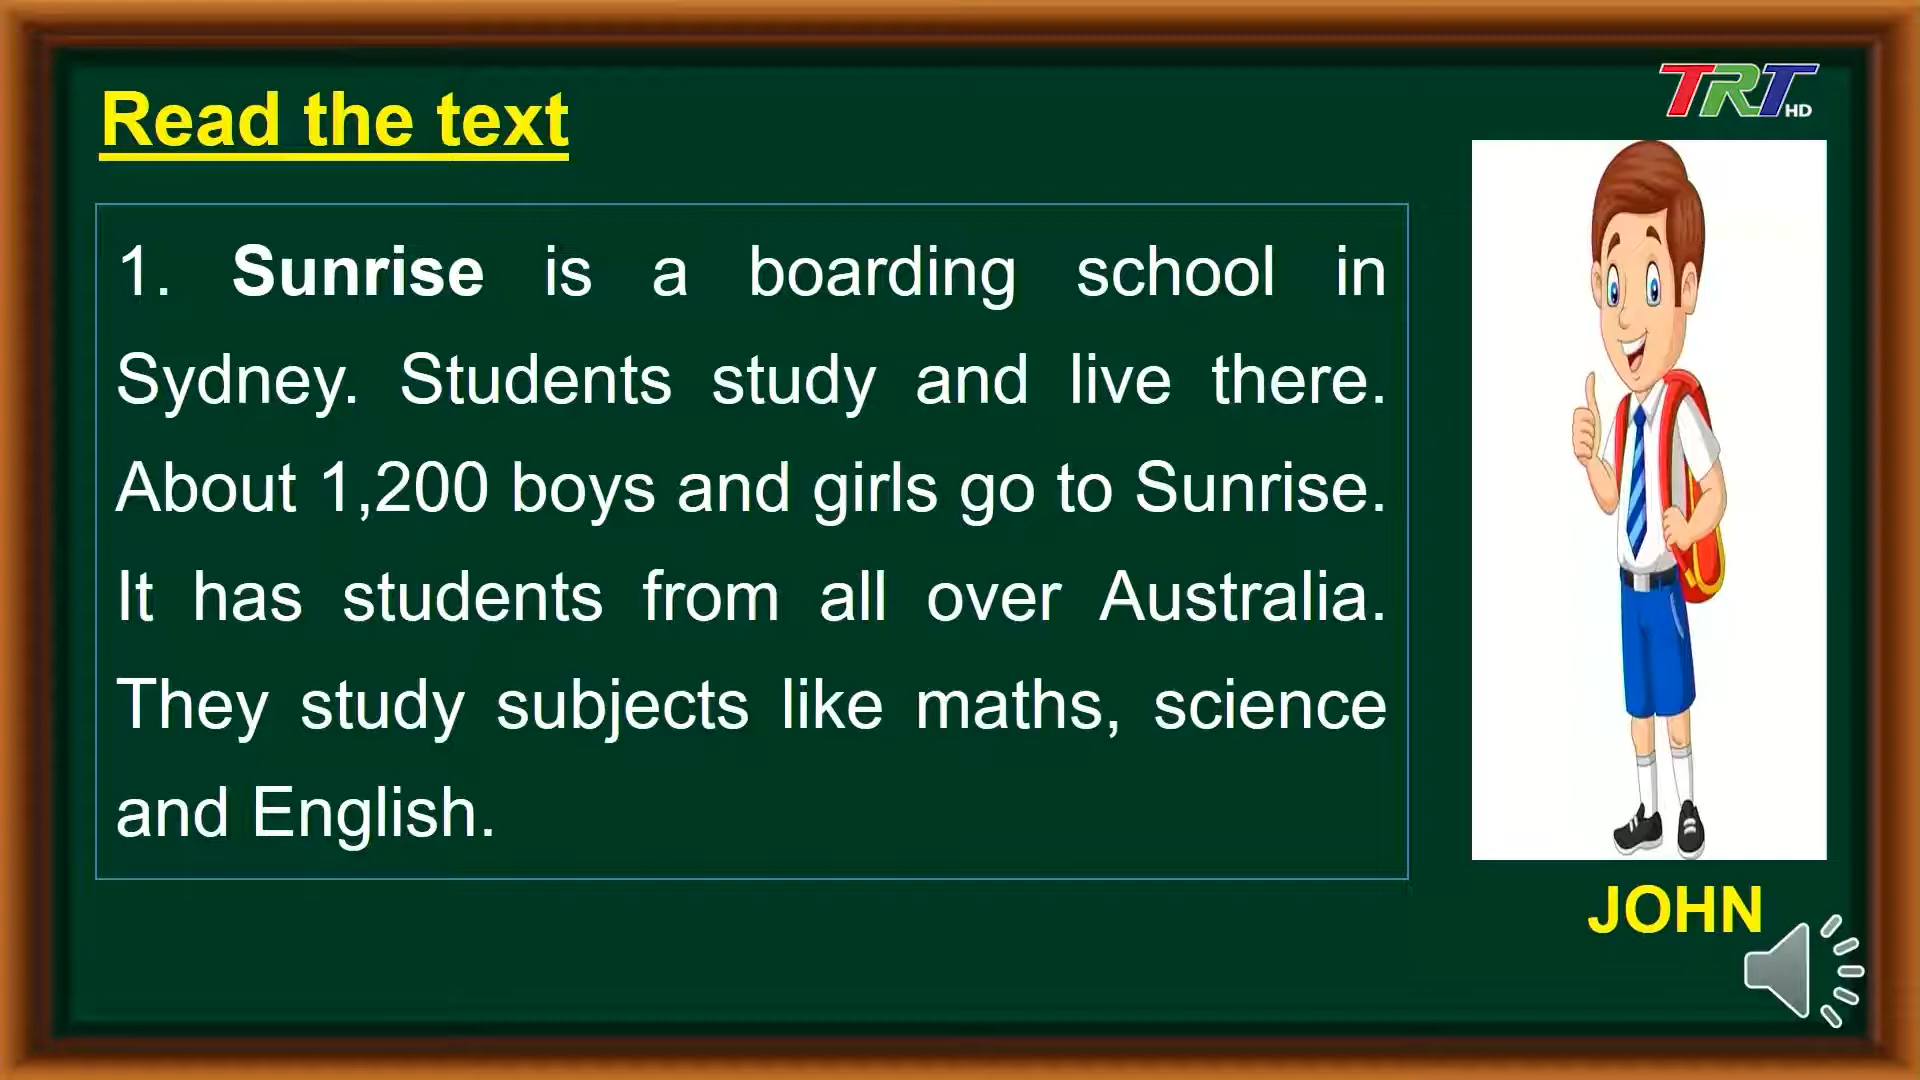 Read the text
TRT HD
1. Sunrise is a boarding school in
Sydney. Students study and live there.
About 1,200 boys and girls go to Sunrise.
It has students from all over Australia.
They study subjects like maths, science
and English.
JOHN